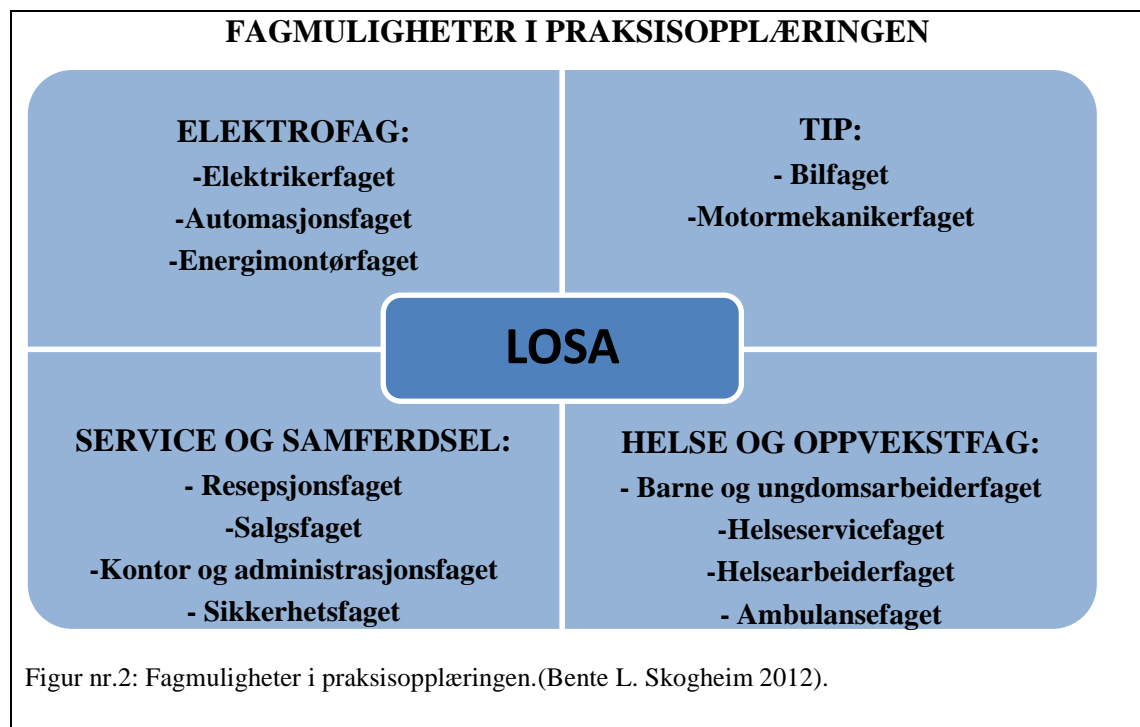 FAGMULIGHETER I PRAKSISOPPLÆRINGEN
ELEKTROFAG:
-Elektrikerfaget
-Automasjonsfaget
-Energimontørfaget
TIP:
- Bilfaget
-Motormekanikerfaget
LOSA
SERVICE OG SAMFERDSEL:
- Resepsjonsfaget
-Salgsfaget
-Kontor og administrasjonsfaget
- Sikkerhetsfaget
HELSE OG OPPVEKSTFAG:
- Barne og ungdomsarbeiderfaget
-Helseservicefaget
-Helsearbeiderfaget
- Ambulansefaget
Figur nr.2: Fagmuligheter i praksisopplæringen.(Bente L. Skogheim 2012).